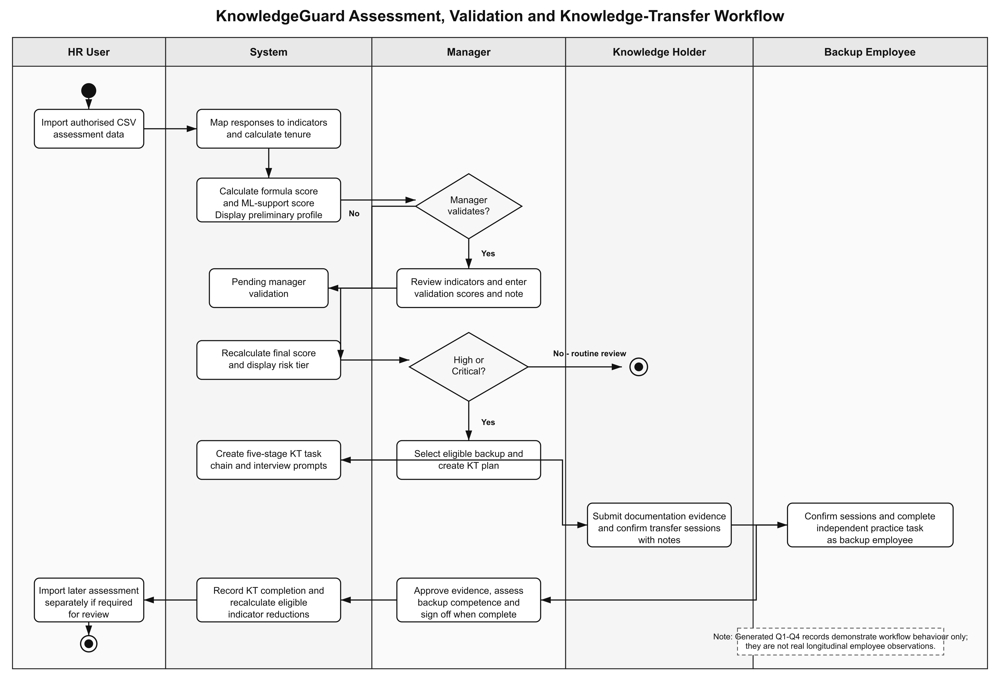 KnowledgeGuard Assessment, Validation and Knowledge-Transfer Workflow
HR User
System
Manager
Knowledge Holder
Backup Employee
Import authorised CSV
assessment data
Map responses to indicators
and calculate tenure
Calculate formula score
and ML-support score
Display preliminary profile
Manager
validates?
No
Yes
Pending manager
validation
Review indicators and enter
validation scores and note
Recalculate final score
and display risk tier
High or
Critical?
No - routine review
Yes
Create five-stage KT task
chain and interview prompts
Select eligible backup and
create KT plan
Submit documentation evidence
and confirm transfer sessions
with notes
Confirm sessions and complete
independent practice task
as backup employee
Import later assessment
separately if required
for review
Record KT completion and
recalculate eligible
indicator reductions
Approve evidence, assess
backup competence and
sign off when complete
Note: Generated Q1-Q4 records demonstrate workflow behaviour only;
they are not real longitudinal employee observations.